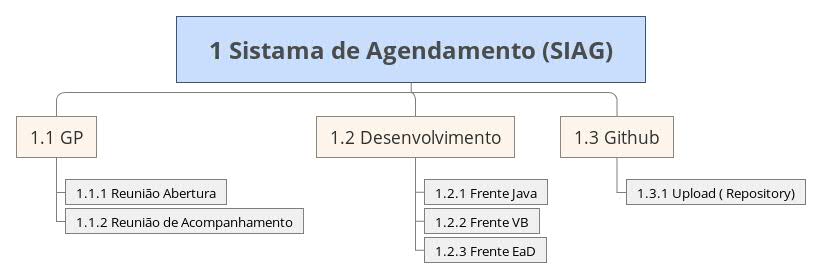 1 Sistama de Agendamento (SIAG)
1.1 GP
1.1.1 Reunião Abertura
1.1.2 Reunião de Acompanhamento
1.2 Desenvolvimento
1.2.1 Frente Java
1.2.2 Frente VB
1.2.3 Frente EaD
1.3 Github
1.3.1 Upload ( Repository)